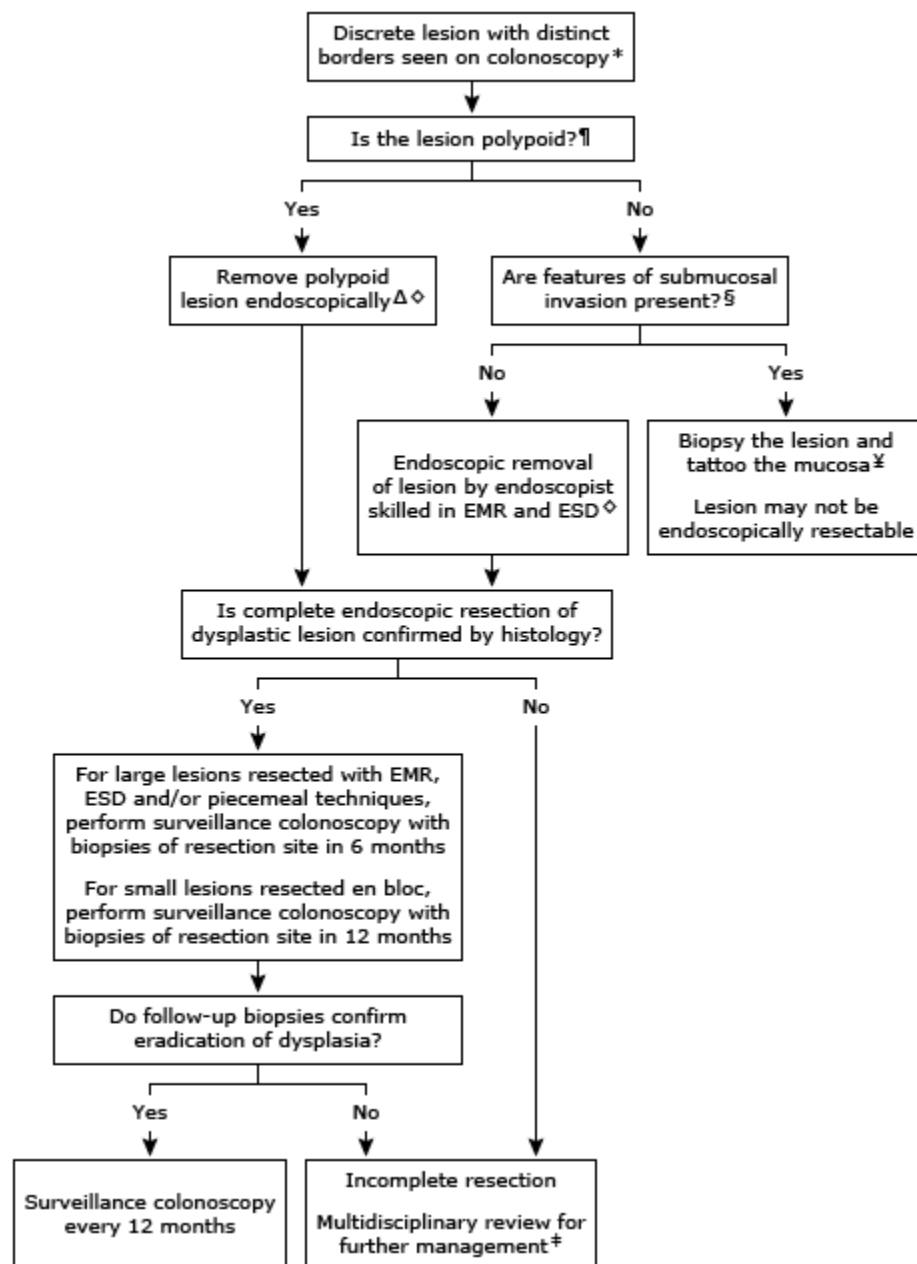 Discrete lesion with distinct
borders seen on colonoscopy*
Is the lesion polypoid?¶
Yes
No
Remove polypoid
lesion endoscopicallyΔ◇
Are features of submucosal
invasion present?§
No
Yes
Endoscopic removal
of lesion by endoscopist
skilled in EMR and ESD◇
Biopsy the lesion and
tattoo the mucosa¥
Lesion may not be
endoscopically resectable
Is complete endoscopic resection of
dysplastic lesion confirmed by histology?
Yes
No
For large lesions resected with EMR,
ESD and/or piecemeal techniques,
perform surveillance colonoscopy with
biopsies of resection site in 6 months
For small lesions resected en bloc,
perform surveillance colonoscopy with
biopsies of resection site in 12 months
Do follow-up biopsies confirm
eradication of dysplasia?
Yes
No
Surveillance colonoscopy
every 12 months
Incomplete resection
Multidisciplinary review for
further management‡